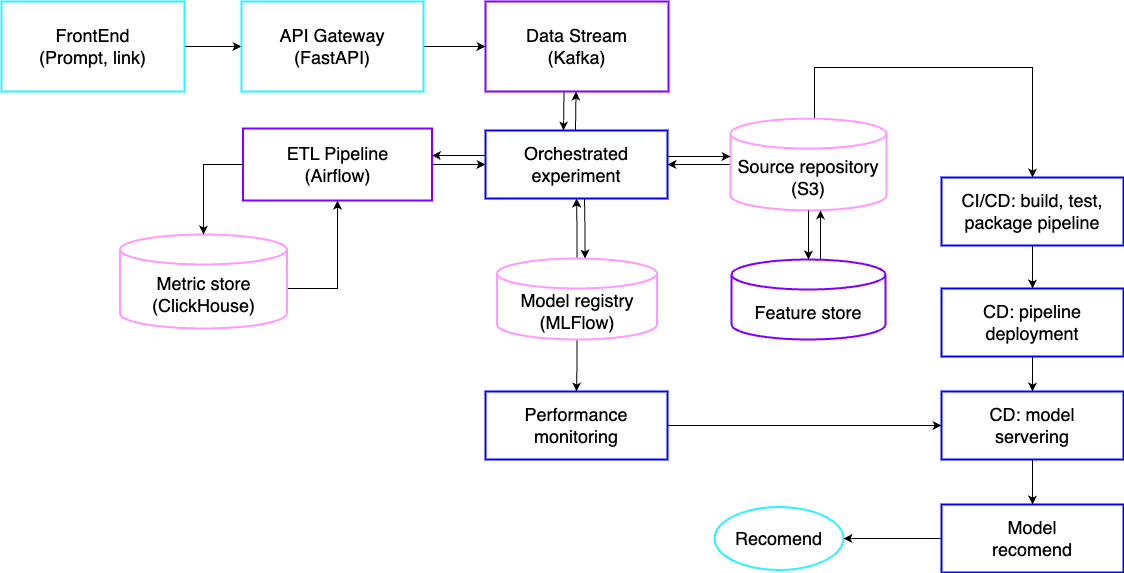 FrontEnd
(Prompt, link)
API Gateway
(FastAPI)
Data Stream
(Kafka)
ETL Pipeline
(Airflow)
Orchestrated
experiment
Source repository
(S3)
CI/CD: build, test,
package pipeline
Metric store
(ClickHouse)
Model registry
(MLFlow)
Feature store
CD: pipeline
deployment
Performance
monitoring
CD: model
servering
Recomend
Model
recomend